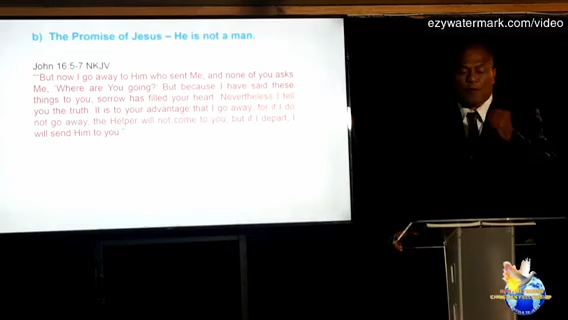 ezywatermark.com/video
b) The Promise of Jesus – He is not a man.
John 16:5-7 NKJV
"“But now I go away to Him who sent Me, and none of you asks
Me, ‘Where are You going?’ But because I have said these
things to you, sorrow has filled your heart. Nevertheless I tell
you the truth. It is to your advantage that I go away; for if I do
not go away, the Helper will not come to you; but if I depart, I
will send Him to you."
CHRISTIAN FELLOWSHIP